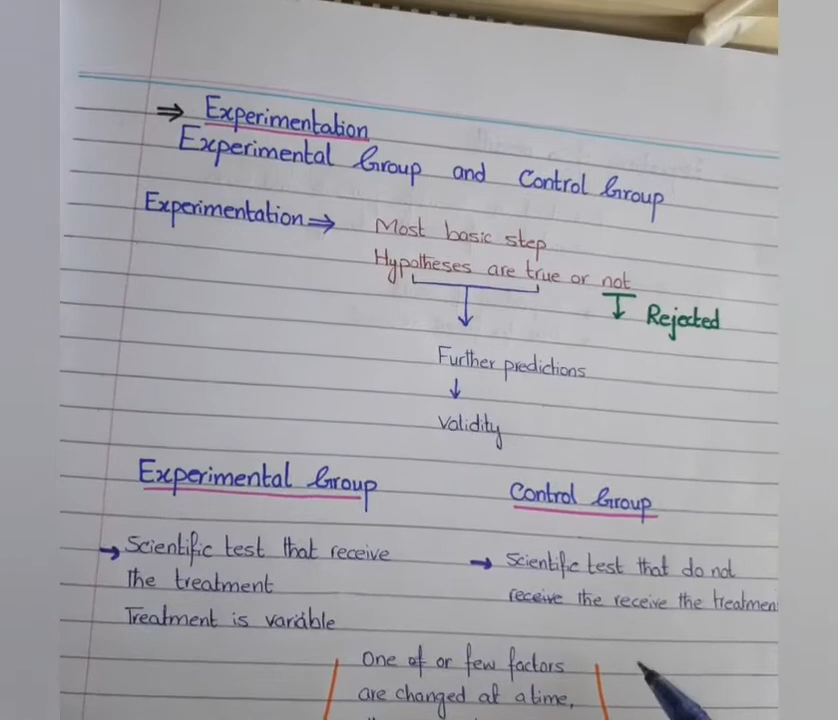 ⇒ Experimentation
Experimental Group and Control Group
Experimentation ⇒ Most basic step
Hypotheses are true or not
↓ Rejected
Further predictions
↓
Validity
Experimental Group
Control Group
→ Scientific test that receive
the treatment
Treatment is variable
→ Scientific test that do not
receive the receive the treatmen
One of or few factors
are changed at a time,